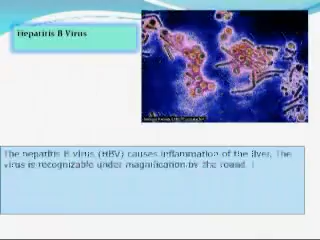 Hepatitis B Virus
The hepatitis B virus (HBV) causes inflammation of the liver. The
virus is recognizable under magnification by the round